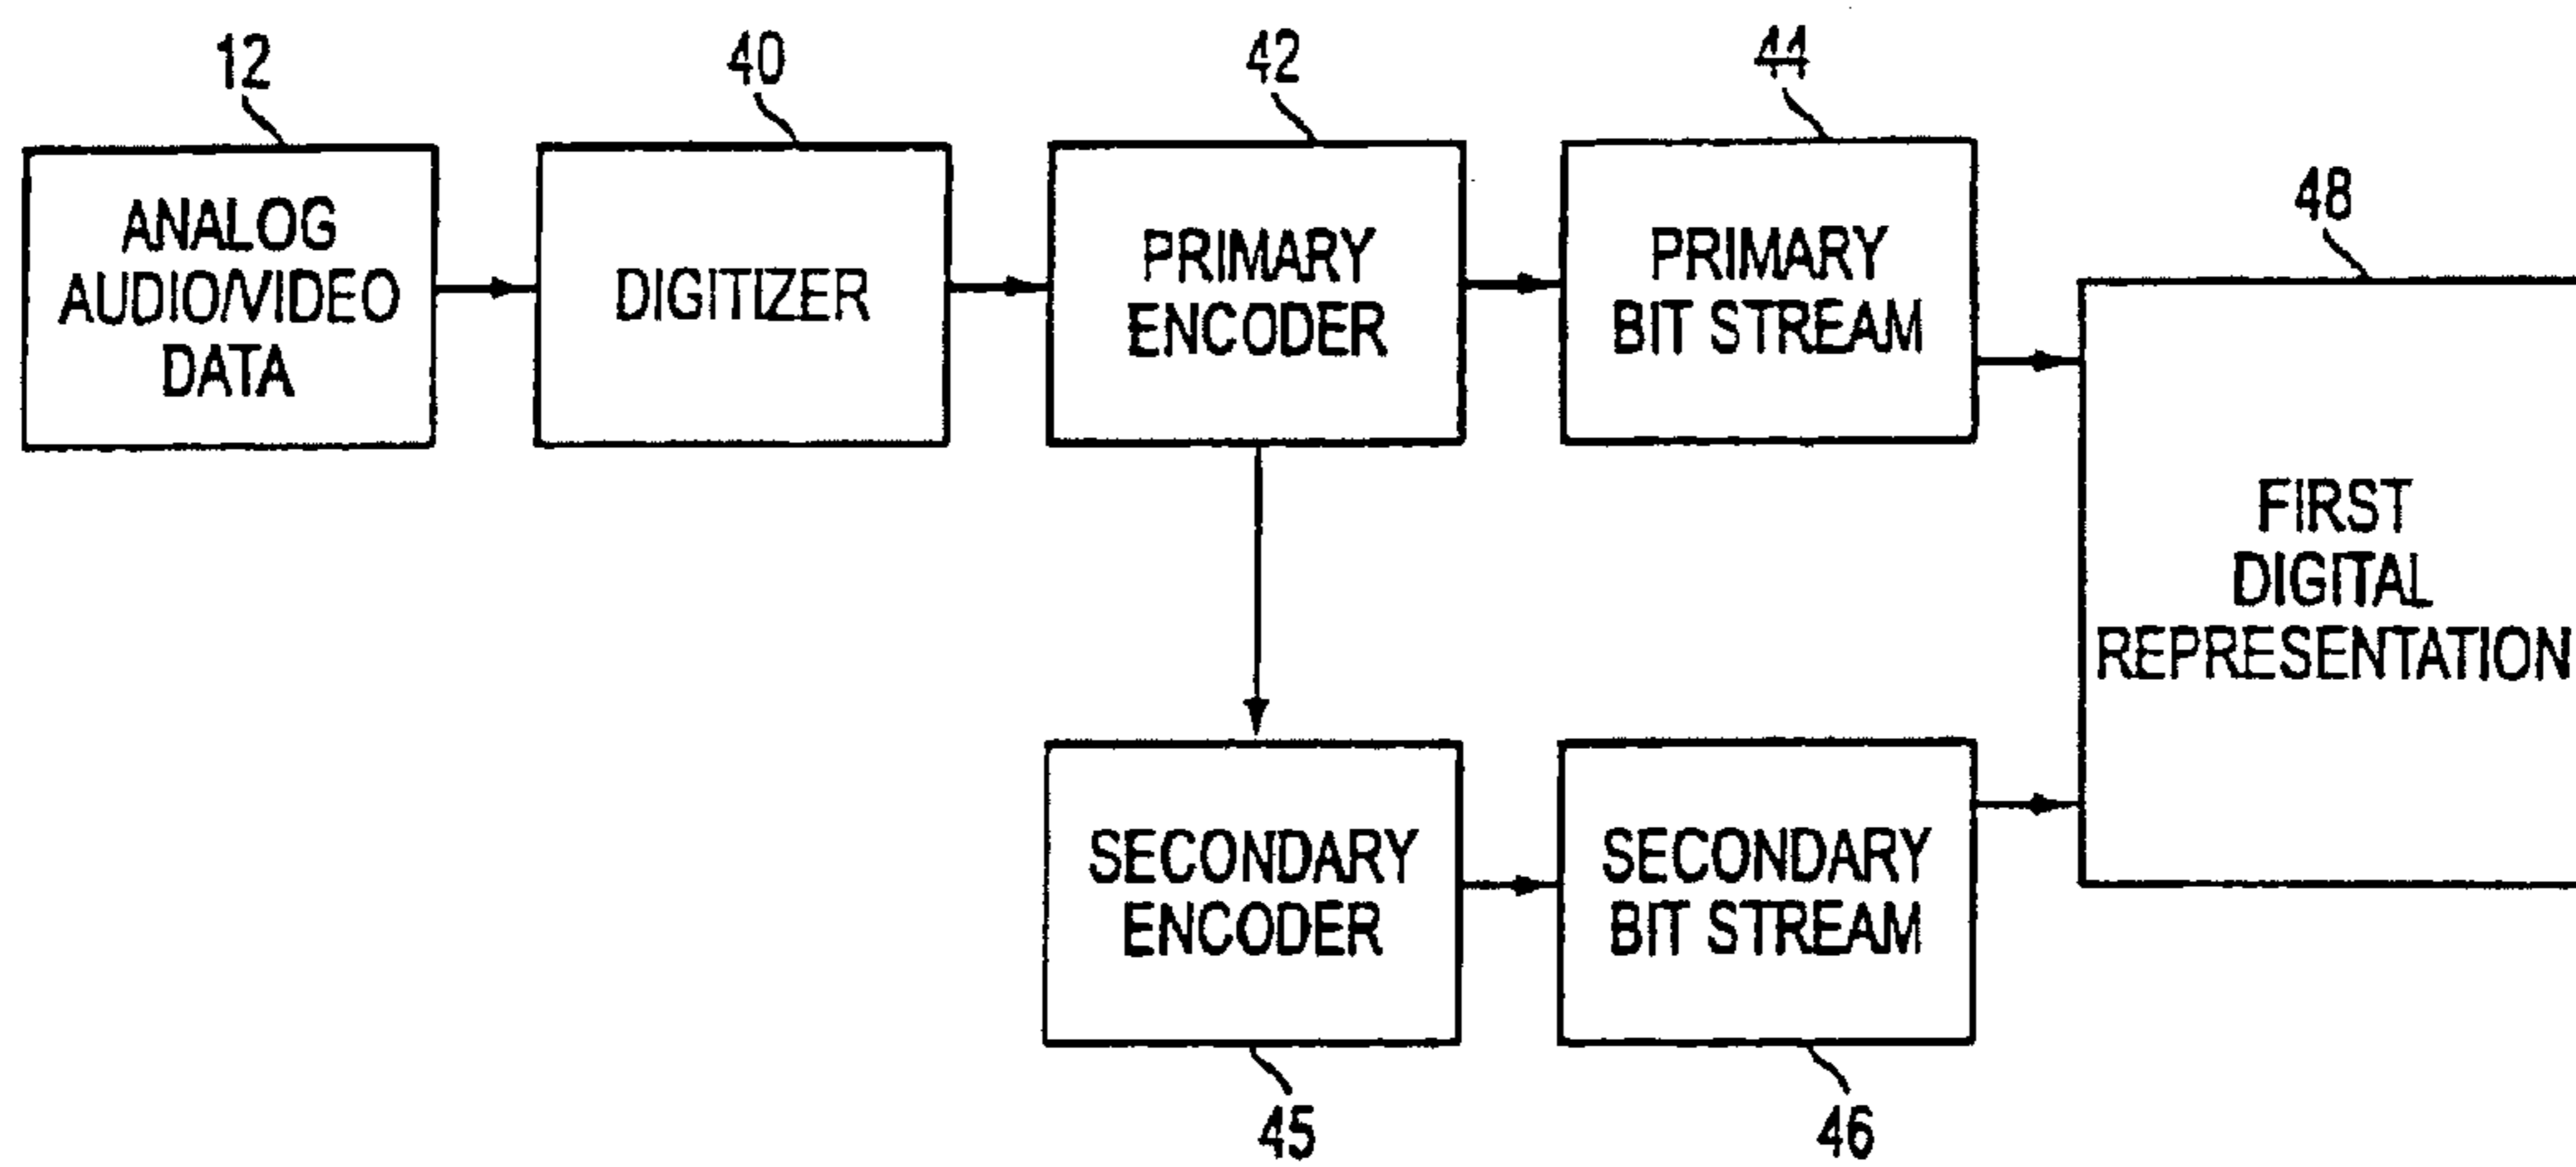 12
40
42
44
48
ANALOG
AUDIO/VIDEO
DATA
DIGITIZER
PRIMARY
ENCODER
PRIMARY
BIT STREAM
FIRST
DIGITAL
REPRESENTATION
SECONDARY
ENCODER
SECONDARY
BIT STREAM
45
46